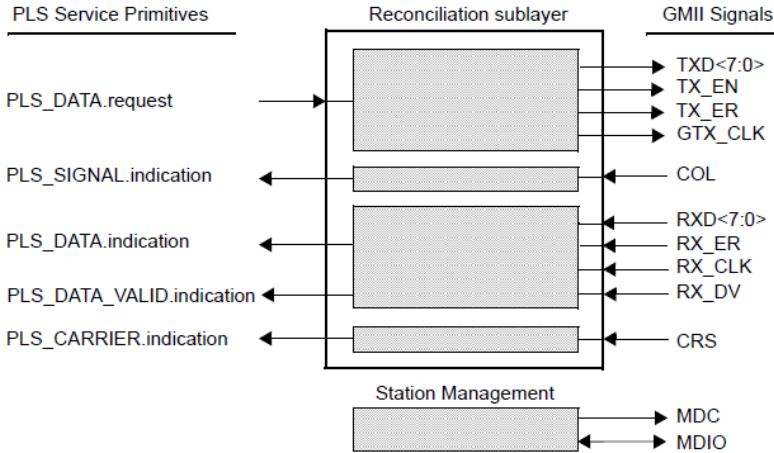 PLS Service Primitives Reconciliation sublayer GMII Signals
TXD<7:0>
PLS_DATA.request TX_EN
TX_ER
GTX_CLK
PLS_SIGNAL.indication COL
RXD<7:0>
PLS_DATA.indication RX_ER
RX_CLK
PLS_DATA_VALID.indication RX_DV
PLS_CARRIER.indication CRS
Station Management
MDC
MDIO